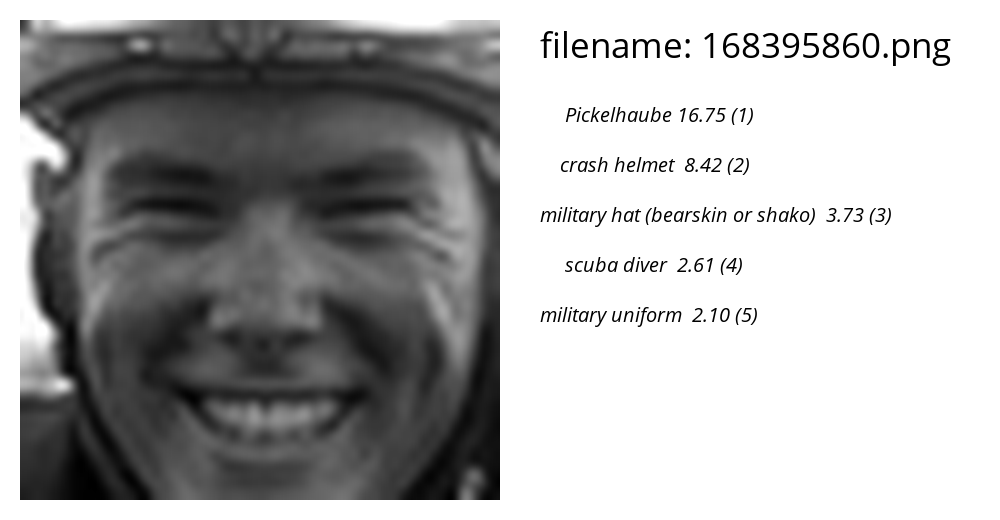 filename: 168395860.png
Pickelhaube 16.75 (1)
crash helmet 8.42 (2)
military hat (bearskin or shako) 3.73 (3)
scuba diver 2.61 (4)
military uniform 2.10 (5)